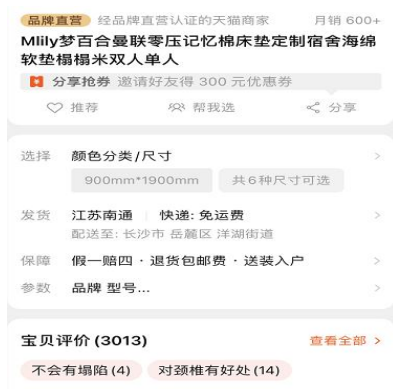 品牌直营 经品牌直营认证的天猫商家 月销 600+
Mlily梦百合曼联零压记忆棉床垫定制宿舍海绵
软垫榻榻米双人单人
分享抢券 邀请好友得 300 元优惠券
推荐 帮我选 分享
选择 颜色分类/尺寸
900mm*1900mm 共6种尺寸可选
发货 江苏南通 快递: 免运费
配送至: 长沙市 岳麓区 洋湖街道
保障 假一赔四 · 退货包邮费 · 送装入户
参数 品牌 型号...
宝贝评价 (3013) 查看全部
不会有塌陷 (4) 对颈椎有好处 (14)